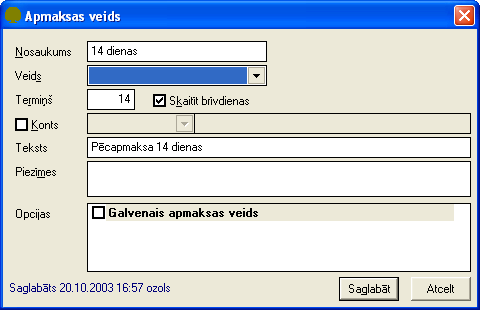 Apmaksas veids
Nosaukums 14 dienas
Veids
Termiņš 14 Skaitīt brīvdienas
Konts
Teksts Pēcapmaksa 14 dienas
Piezīmes
Opcijas Galvenais apmaksas veids
Saglabāts 20.10.2003 16:57 ozols Saglabāt Atcelt